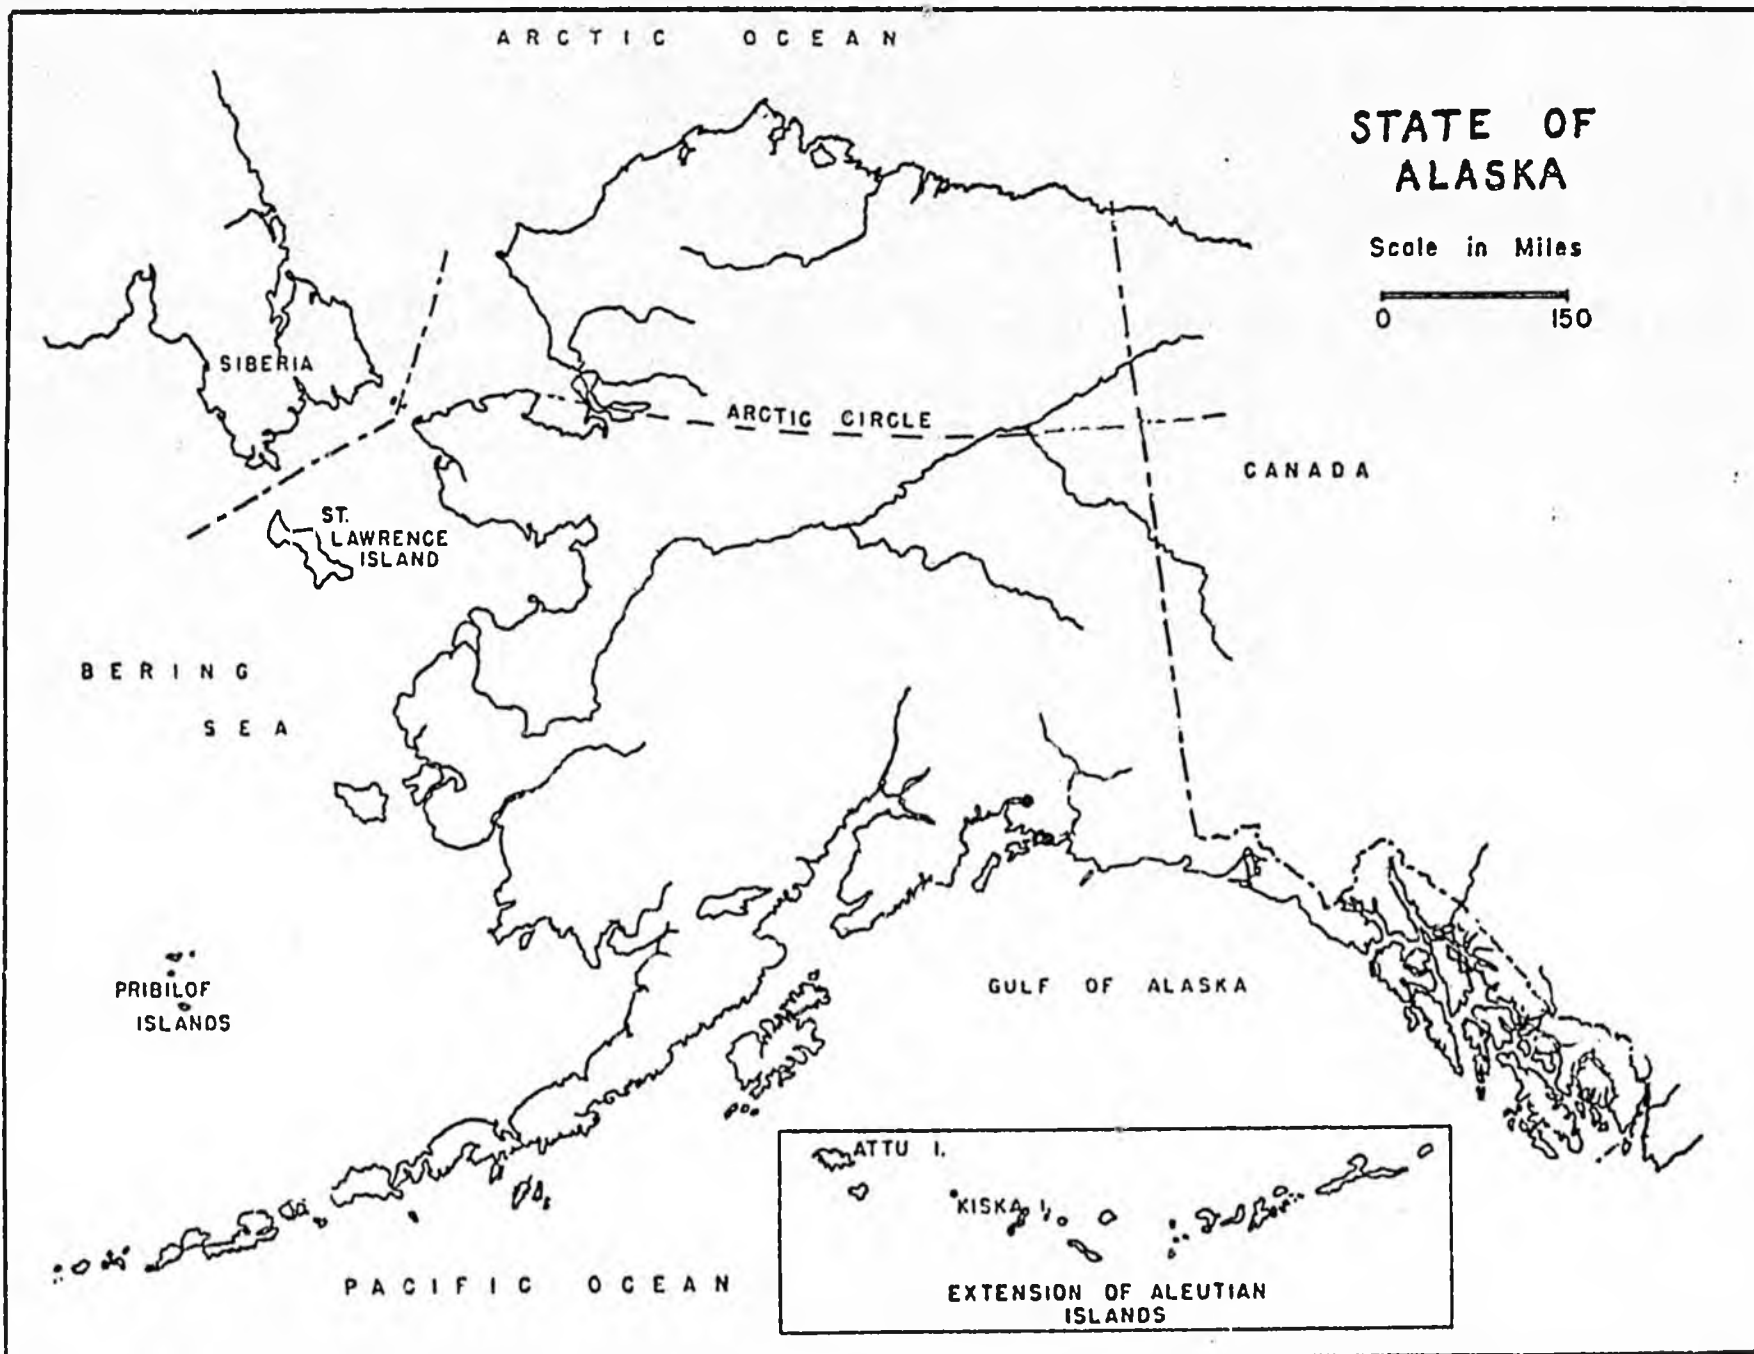 ARCTIC OCEAN
STATE OF
ALASKA
Scale in Miles
0 150
SIBERIA
ARCTIC CIRCLE
CANADA
ST.
LAWRENCE
ISLAND
BERING
SEA
PRIBILOF
ISLANDS
GULF OF ALASKA
ATTU I.
KISKA I.
PACIFIC OCEAN
EXTENSION OF ALEUTIAN
ISLANDS